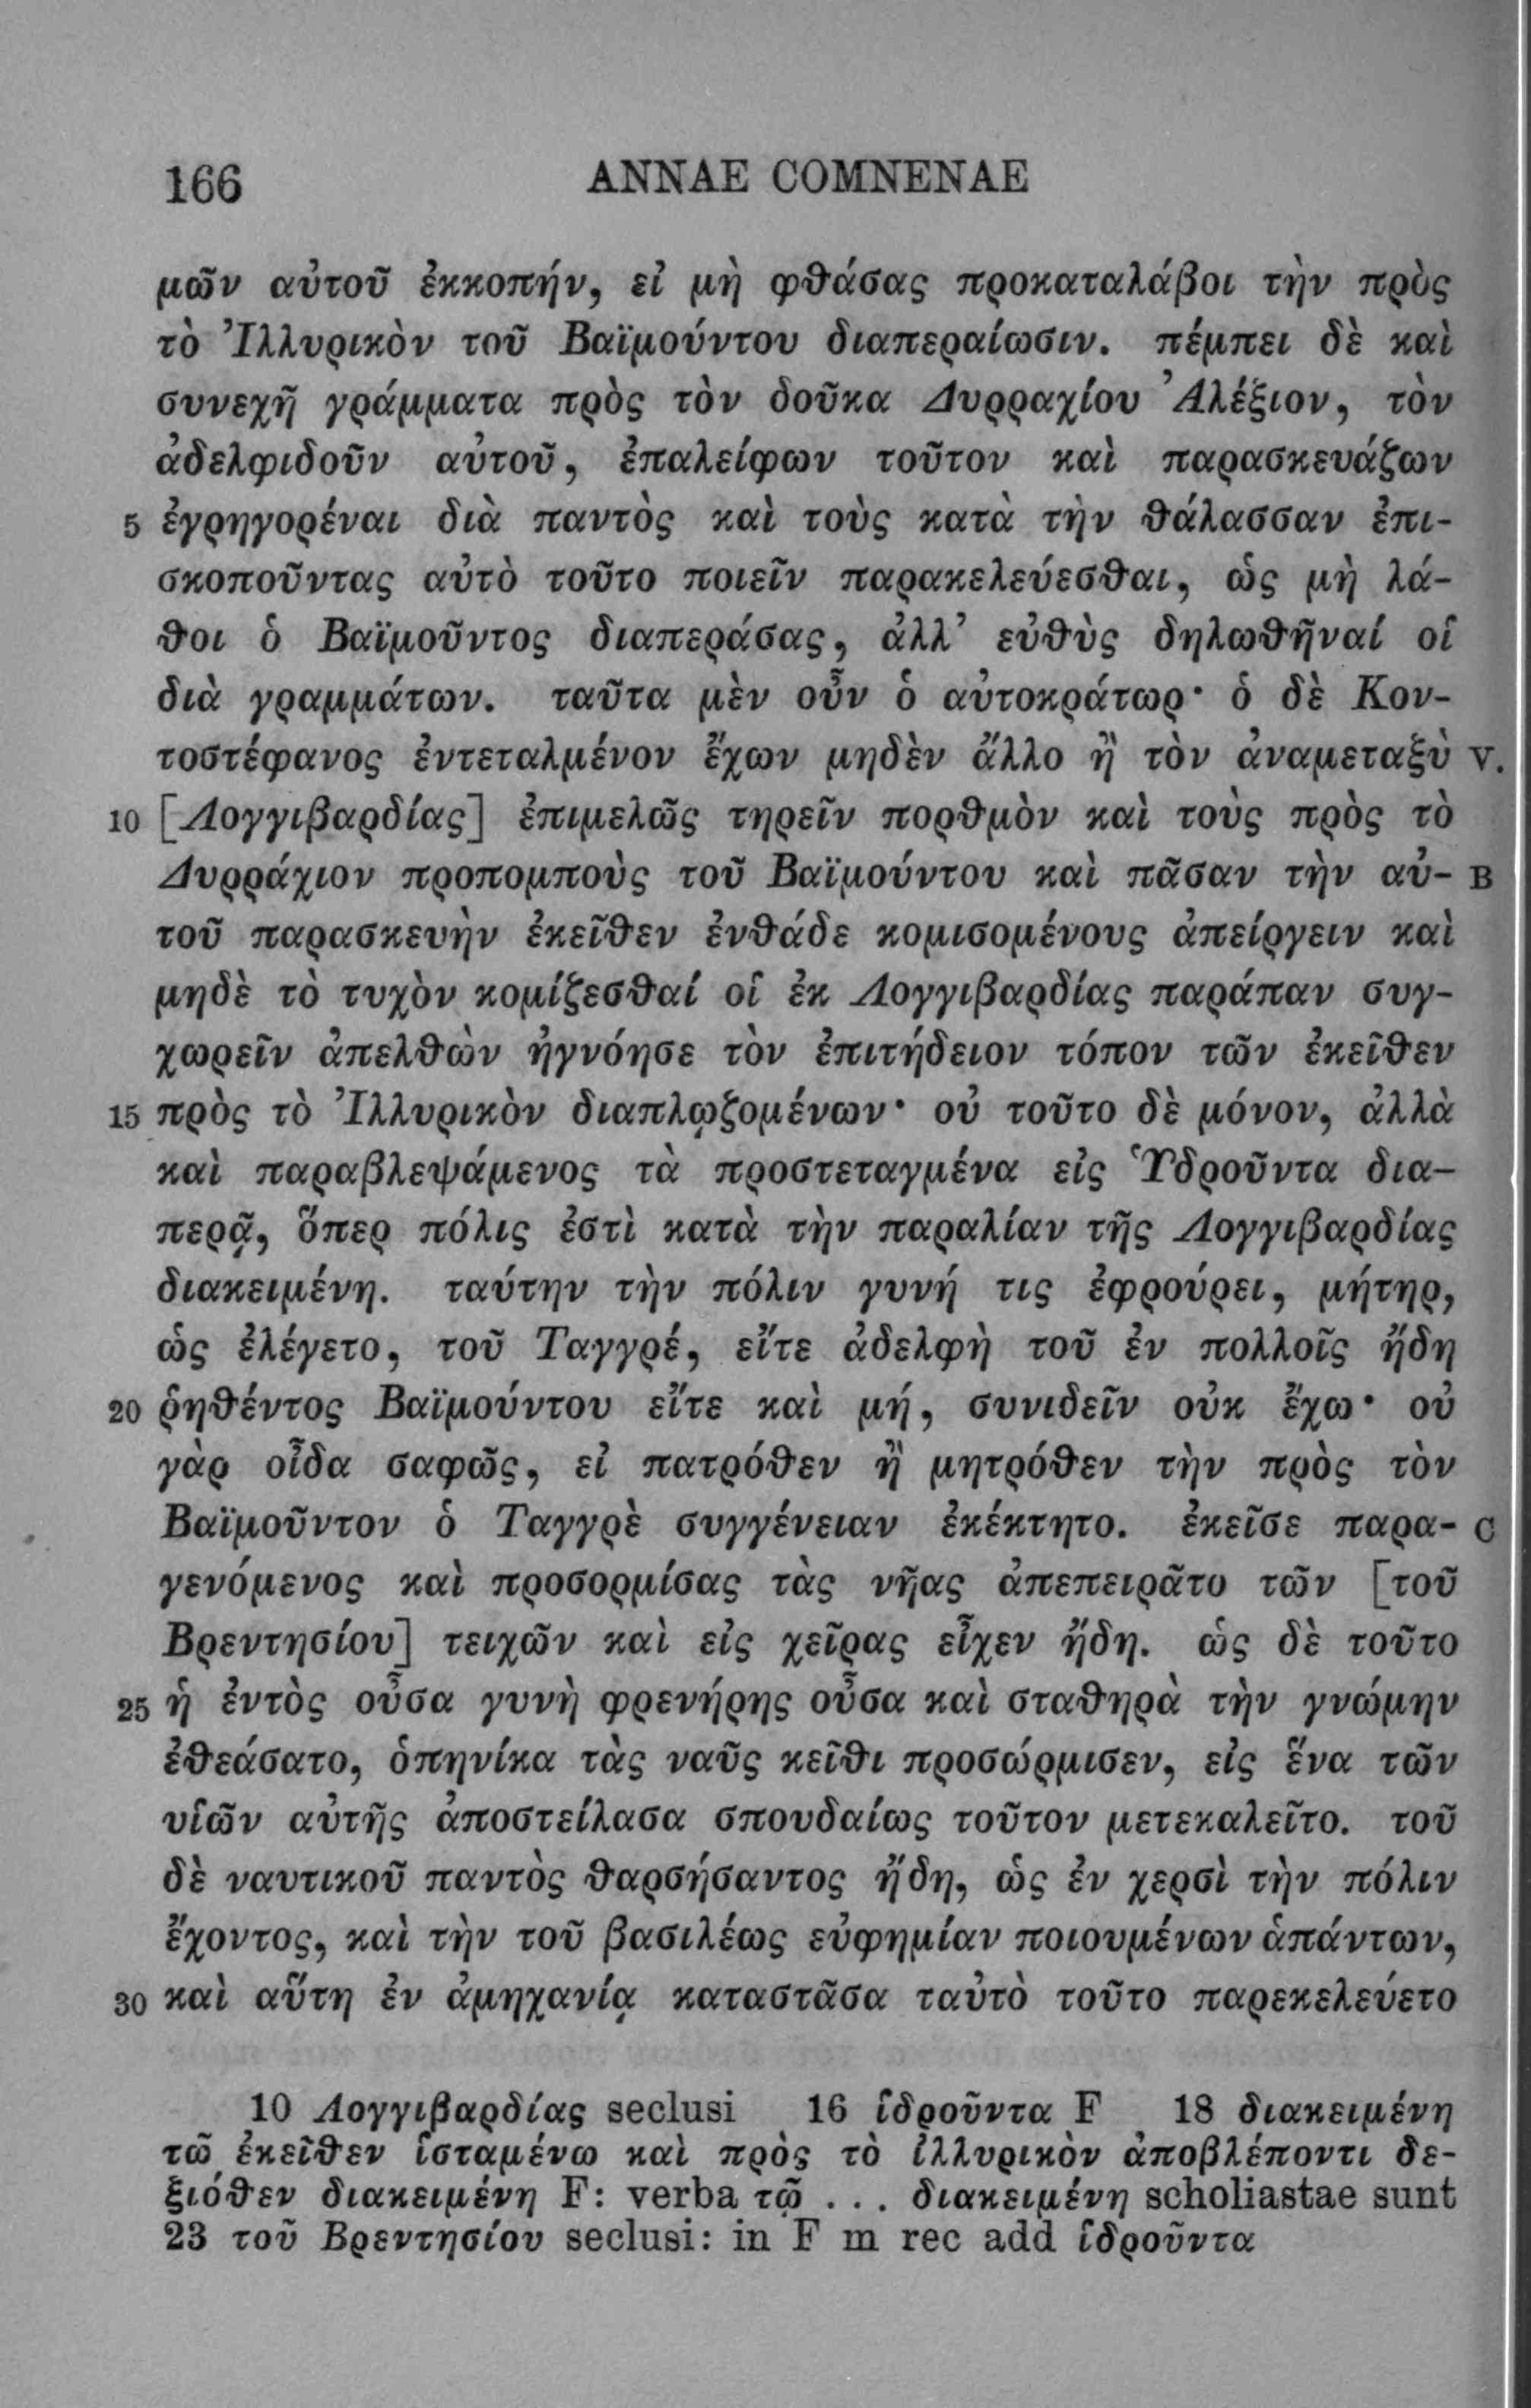 166 ANNAE COMNENAE
μῶν αὐτοῦ ἐκκοπήν, εἰ μὴ φθάσας προκαταλάβοι τὴν πρὸς
τὸ Ἰλλυρικὸν τοῦ Βαϊμούντου διαπεραίωσιν. πέμπει δὲ καὶ
συνεχῆ γράμματα πρὸς τὸν δοῦκα Δυρραχίου Ἀλέξιον, τὸν
ἀδελφιδοῦν αὐτοῦ, ἐπαλείφων τοῦτον καὶ παρασκευάζων
5 ἐγρηγορέναι διὰ παντὸς καὶ τοὺς κατὰ τὴν θάλασσαν ἐπι-
σκοποῦντας αὐτὸ τοῦτο ποιεῖν παρακελεύεσθαι, ὡς μὴ λά-
θοι ὁ Βαϊμοῦντος διαπεράσας, ἀλλ’ εὐθὺς δηλωθῆναί οἱ
διὰ γραμμάτων. ταῦτα μὲν οὖν ὁ αὐτοκράτωρ· ὁ δὲ Κον-
τοστέφανος ἐντεταλμένον ἔχων μηδὲν ἄλλο ἢ τὸν ἀναμεταξὺ V.
10 [Λογγιβαρδίας] ἐπιμελῶς τηρεῖν πορθμὸν καὶ τοὺς πρὸς τὸ
Δυρράχιον προπομποὺς τοῦ Βαϊμούντου καὶ πᾶσαν τὴν αὐ- B
τοῦ παρασκευὴν ἐκεῖθεν ἐνθάδε κομισομένους ἀπείργειν καὶ
μηδὲ τὸ τυχὸν κομίζεσθαί οἱ ἐκ Λογγιβαρδίας παράπαν συγ-
χωρεῖν ἀπελθὼν ἠγνόησε τὸν ἐπιτήδειον τόπον τῶν ἐκεῖθεν
15 πρὸς τὸ Ἰλλυρικὸν διαπλῳζομένων· οὐ τοῦτο δὲ μόνον, ἀλλὰ
καὶ παραβλεψάμενος τὰ προστεταγμένα εἰς Ὑδροῦντα δια-
περᾷ, ὅπερ πόλις ἐστὶ κατὰ τὴν παραλίαν τῆς Λογγιβαρδίας
διακειμένη. ταύτην τὴν πόλιν γυνή τις ἐφρούρει, μήτηρ,
ὡς ἐλέγετο, τοῦ Ταγγρέ, εἴτε ἀδελφὴ τοῦ ἐν πολλοῖς ἤδη
20 ῥηθέντος Βαϊμούντου εἴτε καὶ μή, συνιδεῖν οὐκ ἔχω· οὐ
γὰρ οἶδα σαφῶς, εἰ πατρόθεν ἢ μητρόθεν τὴν πρὸς τὸν
Βαϊμοῦντον ὁ Ταγγρὲ συγγένειαν ἐκέκτητο. ἐκεῖσε παρα- C
γενόμενος καὶ προσορμίσας τὰς νῆας ἀπεπειρᾶτο τῶν [τοῦ
Βρεντησίου] τειχῶν καὶ εἰς χεῖρας εἶχεν ἤδη. ὡς δὲ τοῦτο
25 ἡ ἐντὸς οὖσα γυνὴ φρενήρης οὖσα καὶ σταθηρὰ τὴν γνώμην
ἐθεάσατο, ὁπηνίκα τὰς ναῦς κεῖθι προσώρμισεν, εἰς ἕνα τῶν
υἱῶν αὐτῆς ἀποστείλασα σπουδαίως τοῦτον μετεκαλεῖτο. τοῦ
δὲ ναυτικοῦ παντὸς θαρσήσαντος ἤδη, ὡς ἐν χερσὶ τὴν πόλιν
ἔχοντος, καὶ τὴν τοῦ βασιλέως εὐφημίαν ποιουμένων ἁπάντων,
30 καὶ αὕτη ἐν ἀμηχανίᾳ καταστᾶσα ταὐτὸ τοῦτο παρεκελεύετο
10 Λογγιβαρδίας seclusi 16 ἱδροῦντα F 18 διακειμένη
τῶ ἐκεῖθεν ἱσταμένω καὶ πρὸς τὸ ἰλλυρικὸν ἀποβλέποντι δε-
ξιόθεν διακειμένη F: verba τῷ ... διακειμένη scholiastae sunt
23 τοῦ Βρεντησίου seclusi: in F m rec add ἱδροῦντα